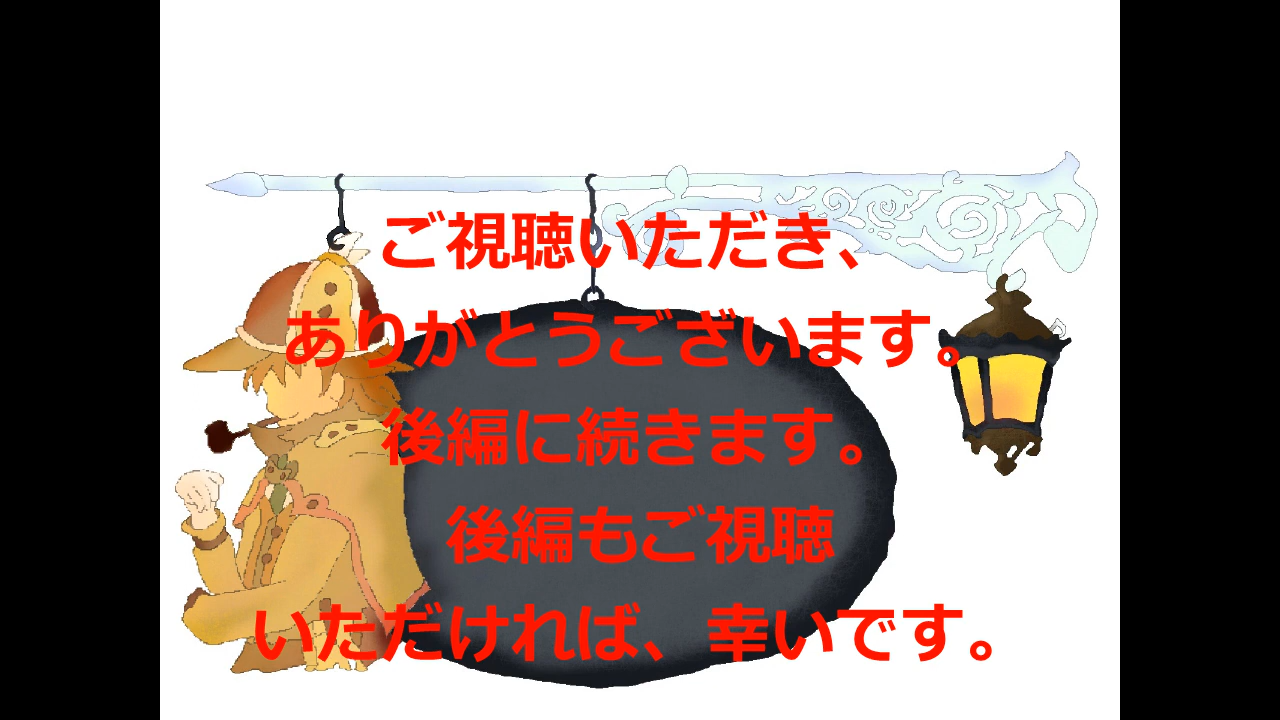 ご視聴いただき、
ありがとうございます。
後編に続きます。
後編もご視聴
いただければ、幸いです。